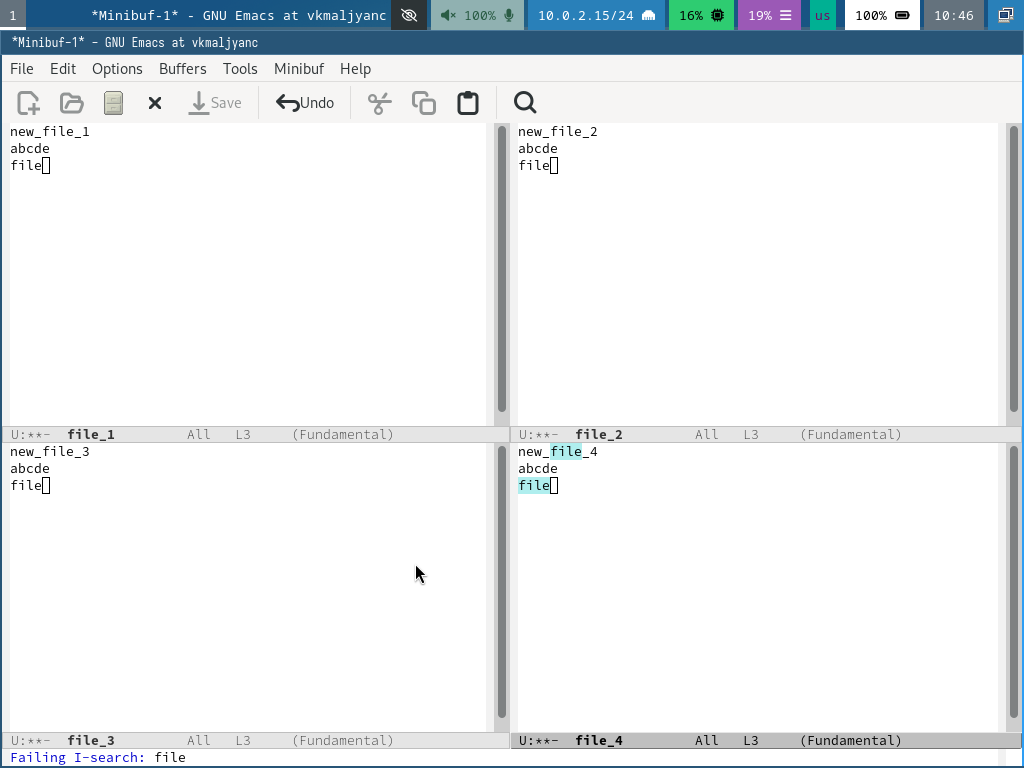 1 *Minibuf-1* - GNU Emacs at vkmaljyanc 100% 10.0.2.15/24 16% 19% us 100% 10:46
*Minibuf-1* - GNU Emacs at vkmaljyanc
File Edit Options Buffers Tools Minibuf Help
Save Undo
new_file_1
abcde
file
U:**- file_1 All L3 (Fundamental)
new_file_2
abcde
file
U:**- file_2 All L3 (Fundamental)
new_file_3
abcde
file
U:**- file_3 All L3 (Fundamental)
new_file_4
abcde
file
U:**- file_4 All L3 (Fundamental)
Failing I-search: file